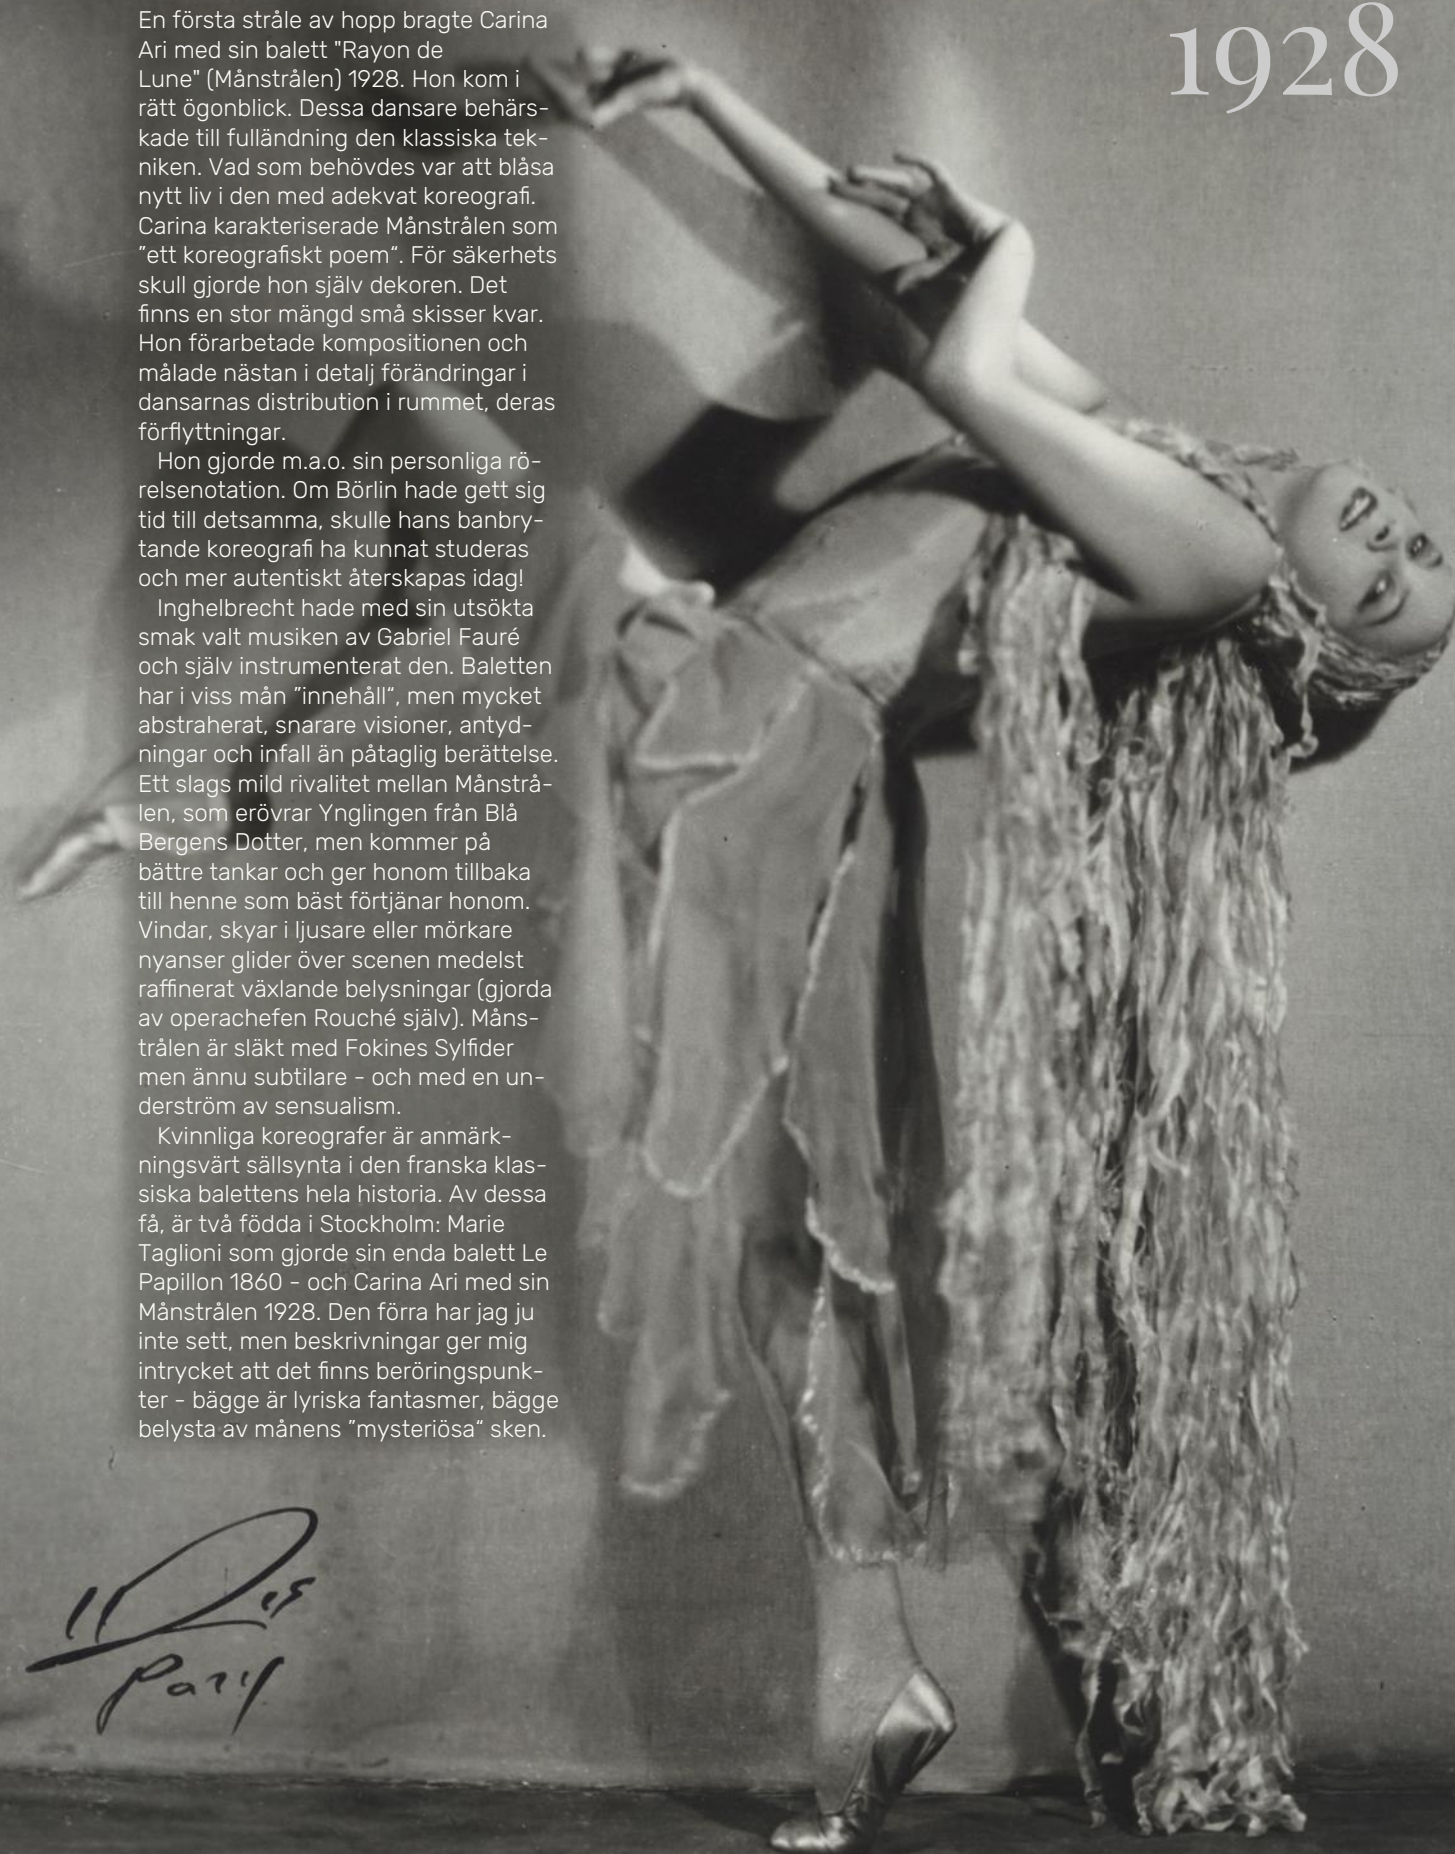 1928
En första stråle av hopp bragte Carina
Ari med sin balett "Rayon de
Lune" (Månstrålen) 1928. Hon kom i
rätt ögonblick. Dessa dansare behärs-
kade till fulländning den klassiska tek-
niken. Vad som behövdes var att blåsa
nytt liv i den med adekvat koreografi.
Carina karakteriserade Månstrålen som
”ett koreografiskt poem“. För säkerhets
skull gjorde hon själv dekoren. Det
finns en stor mängd små skisser kvar.
Hon förarbetade kompositionen och
målade nästan i detalj förändringar i
dansarnas distribution i rummet, deras
förflyttningar.
Hon gjorde m.a.o. sin personliga rö-
relsenotation. Om Börlin hade gett sig
tid till detsamma, skulle hans banbry-
tande koreografi ha kunnat studeras
och mer autentiskt återskapas idag!
Inghelbrecht hade med sin utsökta
smak valt musiken av Gabriel Fauré
och själv instrumenterat den. Baletten
har i viss mån ”innehåll“, men mycket
abstraherat, snarare visioner, antyd-
ningar och infall än påtaglig berättelse.
Ett slags mild rivalitet mellan Månstrå-
len, som erövrar Ynglingen från Blå
Bergens Dotter, men kommer på
bättre tankar och ger honom tillbaka
till henne som bäst förtjänar honom.
Vindar, skyar i ljusare eller mörkare
nyanser glider över scenen medelst
raffinerat växlande belysningar (gjorda
av operachefen Rouché själv). Måns-
trålen är släkt med Fokines Sylfider
men ännu subtilare - och med en un-
derström av sensualism.
Kvinnliga koreografer är anmärk-
ningsvärt sällsynta i den franska klas-
siska balettens hela historia. Av dessa
få, är två födda i Stockholm: Marie
Taglioni som gjorde sin enda balett Le
Papillon 1860 - och Carina Ari med sin
Månstrålen 1928. Den förra har jag ju
inte sett, men beskrivningar ger mig
intrycket att det finns beröringspunk-
ter - bägge är lyriska fantasmer, bägge
belysta av månens ”mysteriösa“ sken.
Paris